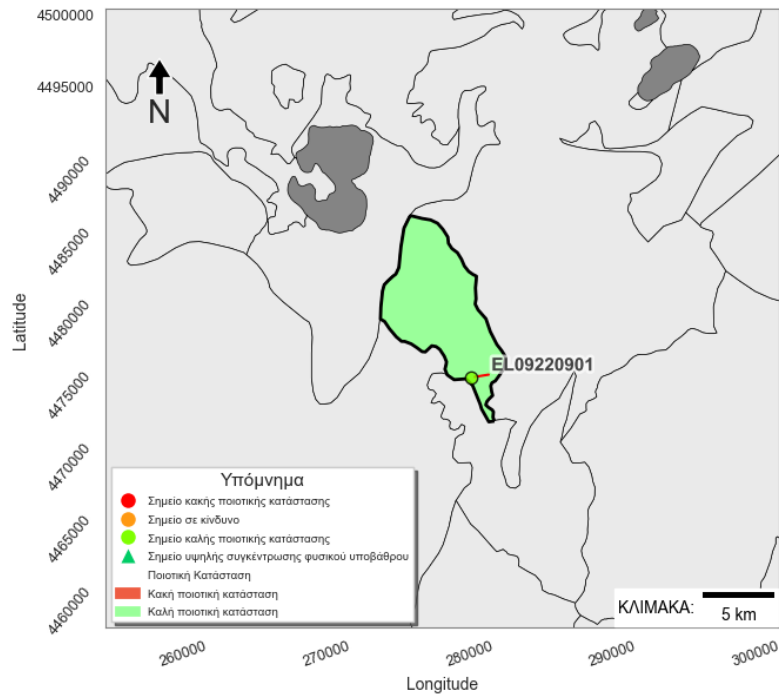 4500000
4495000
4490000
4485000
4480000
4475000
4470000
4465000
4460000
Latitude
N
EL09220901
Υπόμνημα
Σημείο κακής ποιοτικής κατάστασης
Σημείο σε κίνδυνο
Σημείο καλής ποιοτικής κατάστασης
Σημείο υψηλής συγκέντρωσης φυσικού υποβάθρου
Ποιοτική Κατάσταση
Κακή ποιοτική κατάσταση
Καλή ποιοτική κατάσταση
ΚΛΙΜΑΚΑ:
5 km
260000
270000
280000
290000
300000
Longitude